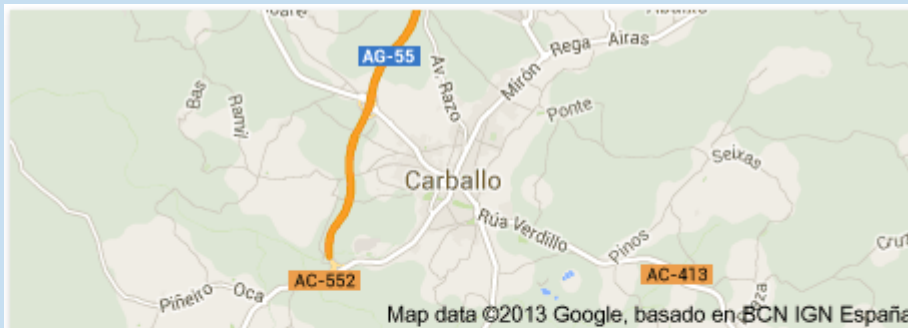 AG-55
Av. Razo
Mirón
Rega
Airas
Bas
Ranvil
Ponte
Seixas
Carballo
Rúa Verdillo
Pinos
AC-552
AC-413
Piñeiro
Oca
Map data ©2013 Google, basado en BCN IGN España